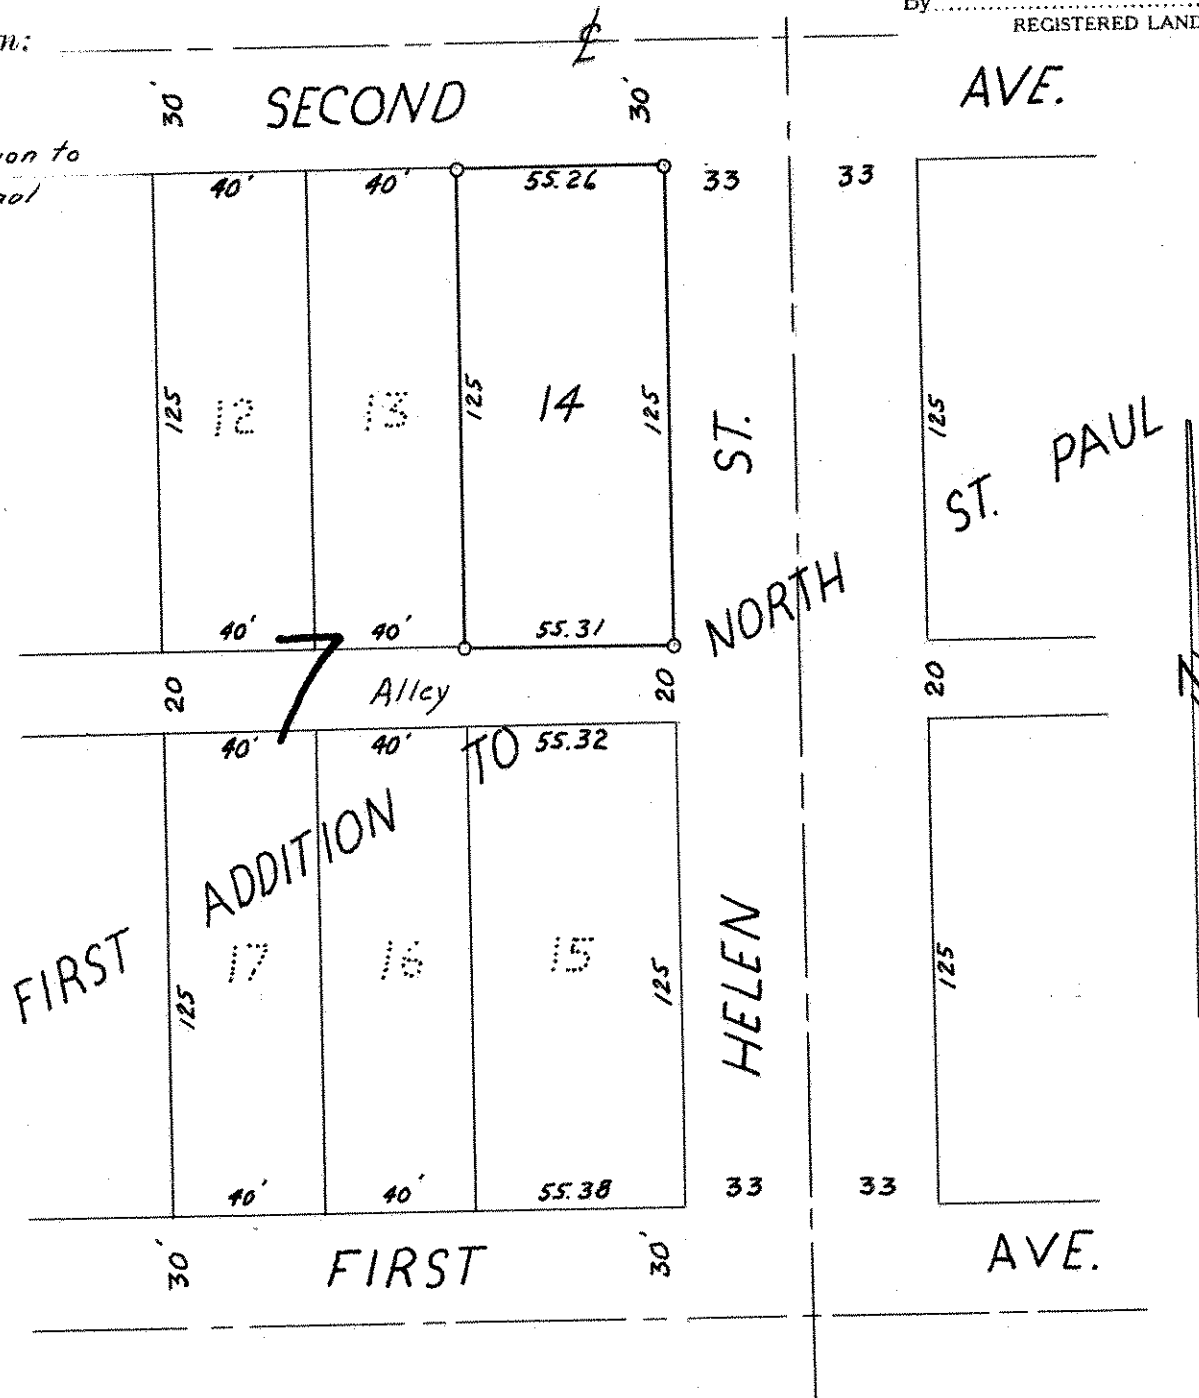 By
REGISTERED LAND
n:
℄
30' SECOND 30' AVE.
on to
40' 40' 55.26 33 33
125 12 13 125 14 125 ST. 125 ST. PAUL
40' 40' 55.31 NORTH
7
20 Alley 20 20 N
40' 40' TO 55.32
FIRST ADDITION
125 17 16 15 125 HELEN 125
40' 40' 55.38 33 33
30' FIRST 30' AVE.